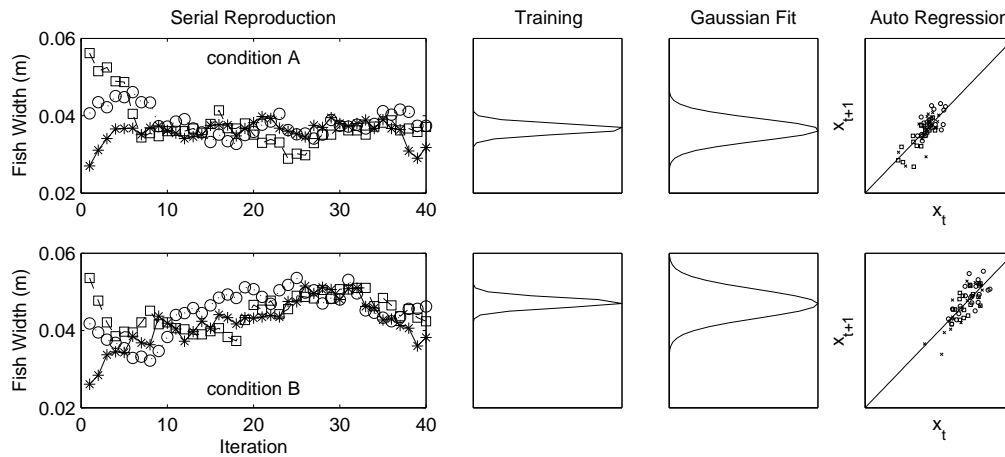 Serial Reproduction Training Gaussian Fit Auto Regression
0.06
0.04
0.02
Fish Width (m)
condition A
0 10 20 30 40
x_{t+1}
x_t
0.06
0.04
0.02
Fish Width (m)
condition B
0 10 20 30 40
Iteration
x_{t+1}
x_t